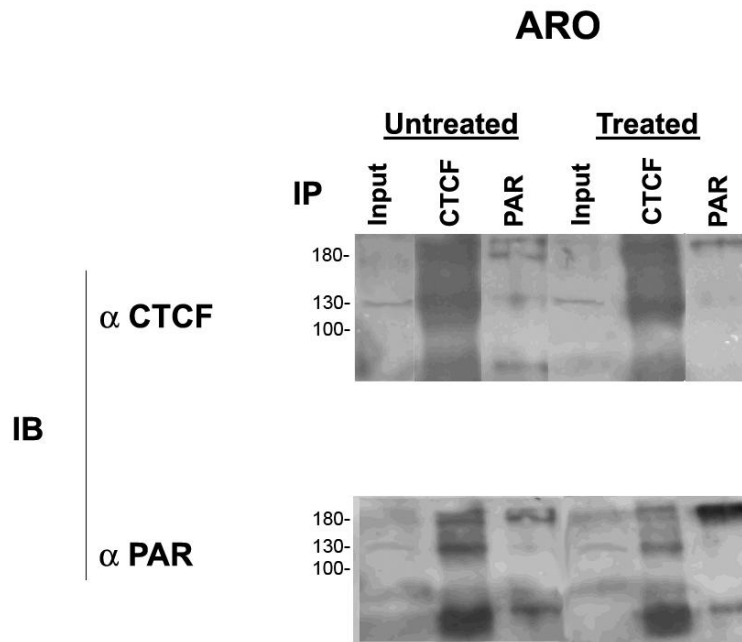 ARO
Untreated Treated
IP Input CTCF PAR Input CTCF PAR
180-
130-
100-
α CTCF
IB
180-
130-
100-
α PAR